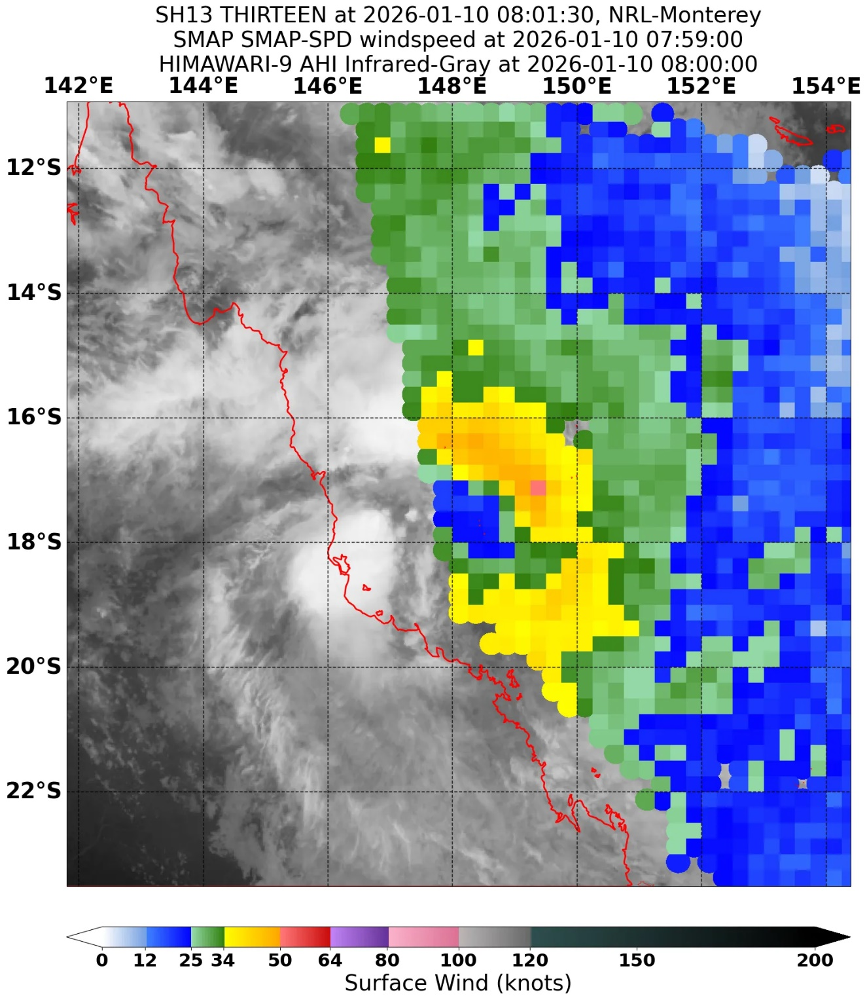 SH13 THIRTEEN at 2026-01-10 08:01:30, NRL-Monterey
SMAP SMAP-SPD windspeed at 2026-01-10 07:59:00
HIMAWARI-9 AHI Infrared-Gray at 2026-01-10 08:00:00
142°E 144°E 146°E 148°E 150°E 152°E 154°E
12°S
14°S
16°S
18°S
20°S
22°S
0 12 25 34 50 64 80 100 120 150 200
Surface Wind (knots)